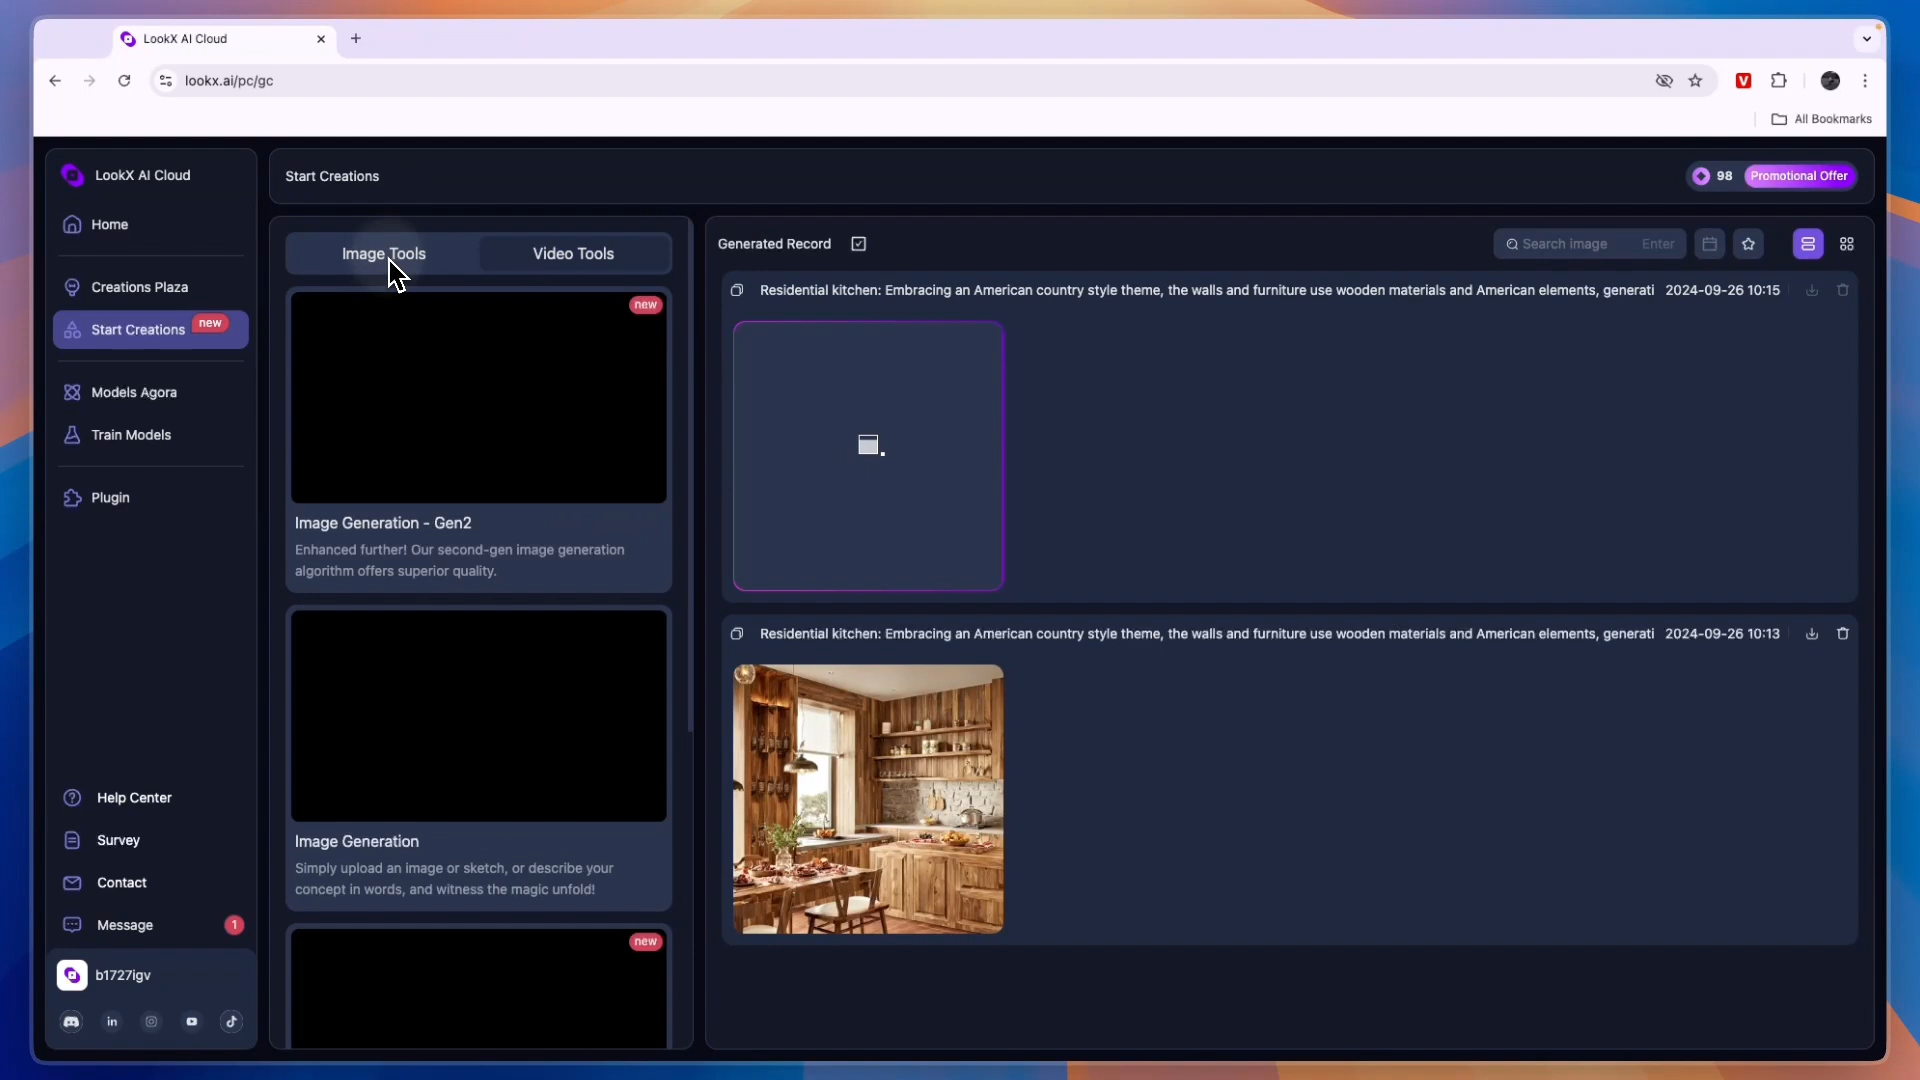 LookX AI Cloud
lookx.ai/pc/gc
All Bookmarks
LookX AI Cloud
Home
Creations Plaza
Start Creations new
Models Agora
Train Models
Plugin
Help Center
Survey
Contact
Message 1
b1727igv
Start Creations
98 Promotional Offer
Image Tools
Video Tools
new
Image Generation - Gen2
Enhanced further! Our second-gen image generation
algorithm offers superior quality.
Image Generation
Simply upload an image or sketch, or describe your
concept in words, and witness the magic unfold!
new
Generated Record
Search image Enter
Residential kitchen: Embracing an American country style theme, the walls and furniture use wooden materials and American elements, generati 2024-09-26 10:15
Residential kitchen: Embracing an American country style theme, the walls and furniture use wooden materials and American elements, generati 2024-09-26 10:13